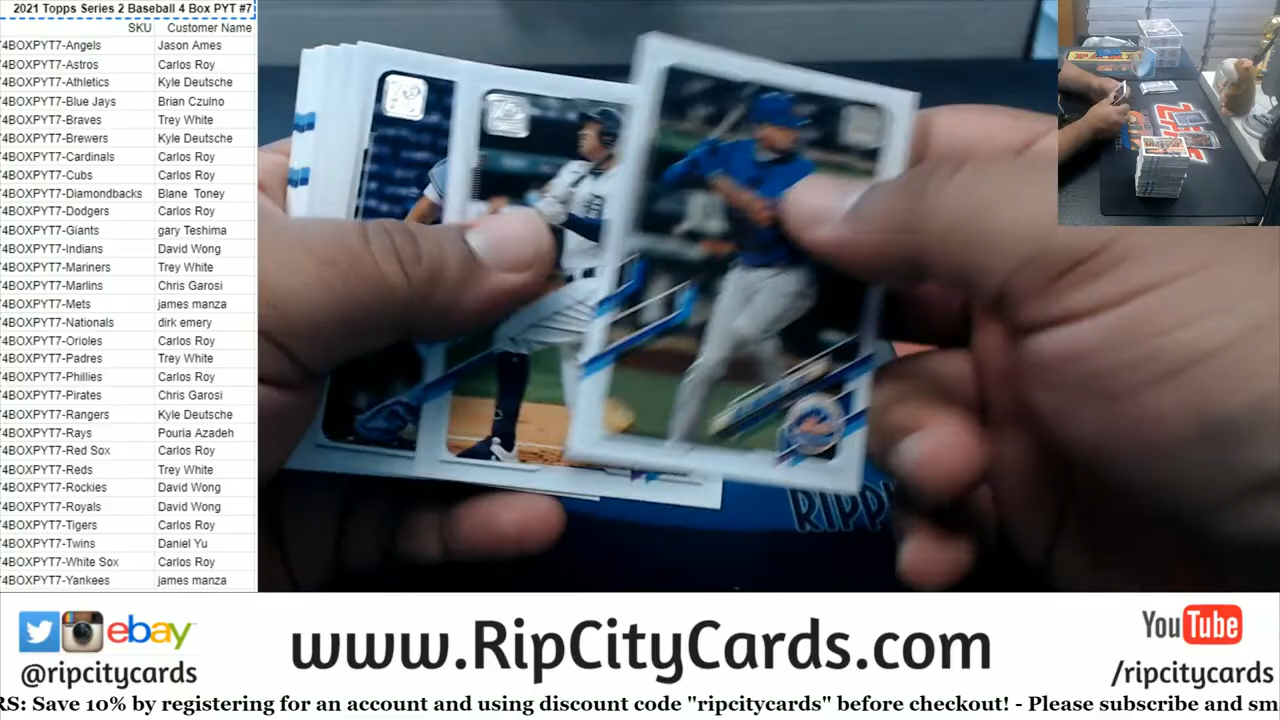 2021 Topps Series 2 Baseball 4 Box PYT #7
SKU Customer Name
4BOXPYT7-Angels Jason Ames
4BOXPYT7-Astros Carlos Roy
4BOXPYT7-Athletics Kyle Deutsche
4BOXPYT7-Blue Jays Brian Czulno
4BOXPYT7-Braves Trey White
4BOXPYT7-Brewers Kyle Deutsche
4BOXPYT7-Cardinals Carlos Roy
4BOXPYT7-Cubs Carlos Roy
4BOXPYT7-Diamondbacks Blane Toney
4BOXPYT7-Dodgers Carlos Roy
4BOXPYT7-Giants gary Teshima
4BOXPYT7-Indians David Wong
4BOXPYT7-Mariners Trey White
4BOXPYT7-Marlins Chris Garosi
4BOXPYT7-Mets james manza
4BOXPYT7-Nationals dirk emery
4BOXPYT7-Orioles Carlos Roy
4BOXPYT7-Padres Trey White
4BOXPYT7-Phillies Carlos Roy
4BOXPYT7-Pirates Chris Garosi
4BOXPYT7-Rangers Kyle Deutsche
4BOXPYT7-Rays Pouria Azadeh
4BOXPYT7-Red Sox Carlos Roy
4BOXPYT7-Reds Trey White
4BOXPYT7-Rockies David Wong
4BOXPYT7-Royals David Wong
4BOXPYT7-Tigers Carlos Roy
4BOXPYT7-Twins Daniel Yu
4BOXPYT7-White Sox Carlos Roy
4BOXPYT7-Yankees james manza
RIPP
ebay
@ripcitycards
www.RipCityCards.com
YouTube
/ripcitycards
RS: Save 10% by registering for an account and using discount code "ripcitycards" before checkout! - Please subscribe and sm